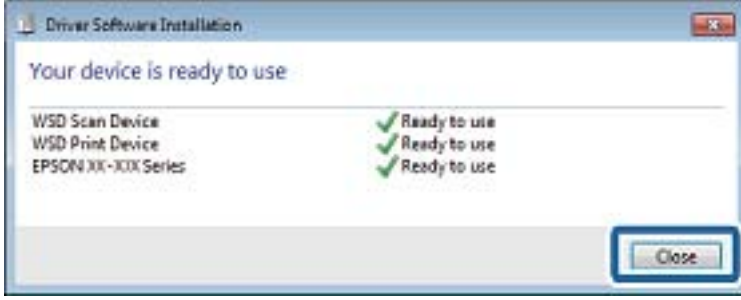 Driver Software Installation
Your device is ready to use
WSD Scan Device Ready to use
WSD Print Device Ready to use
EPSON XX-XXX Series Ready to use
Close